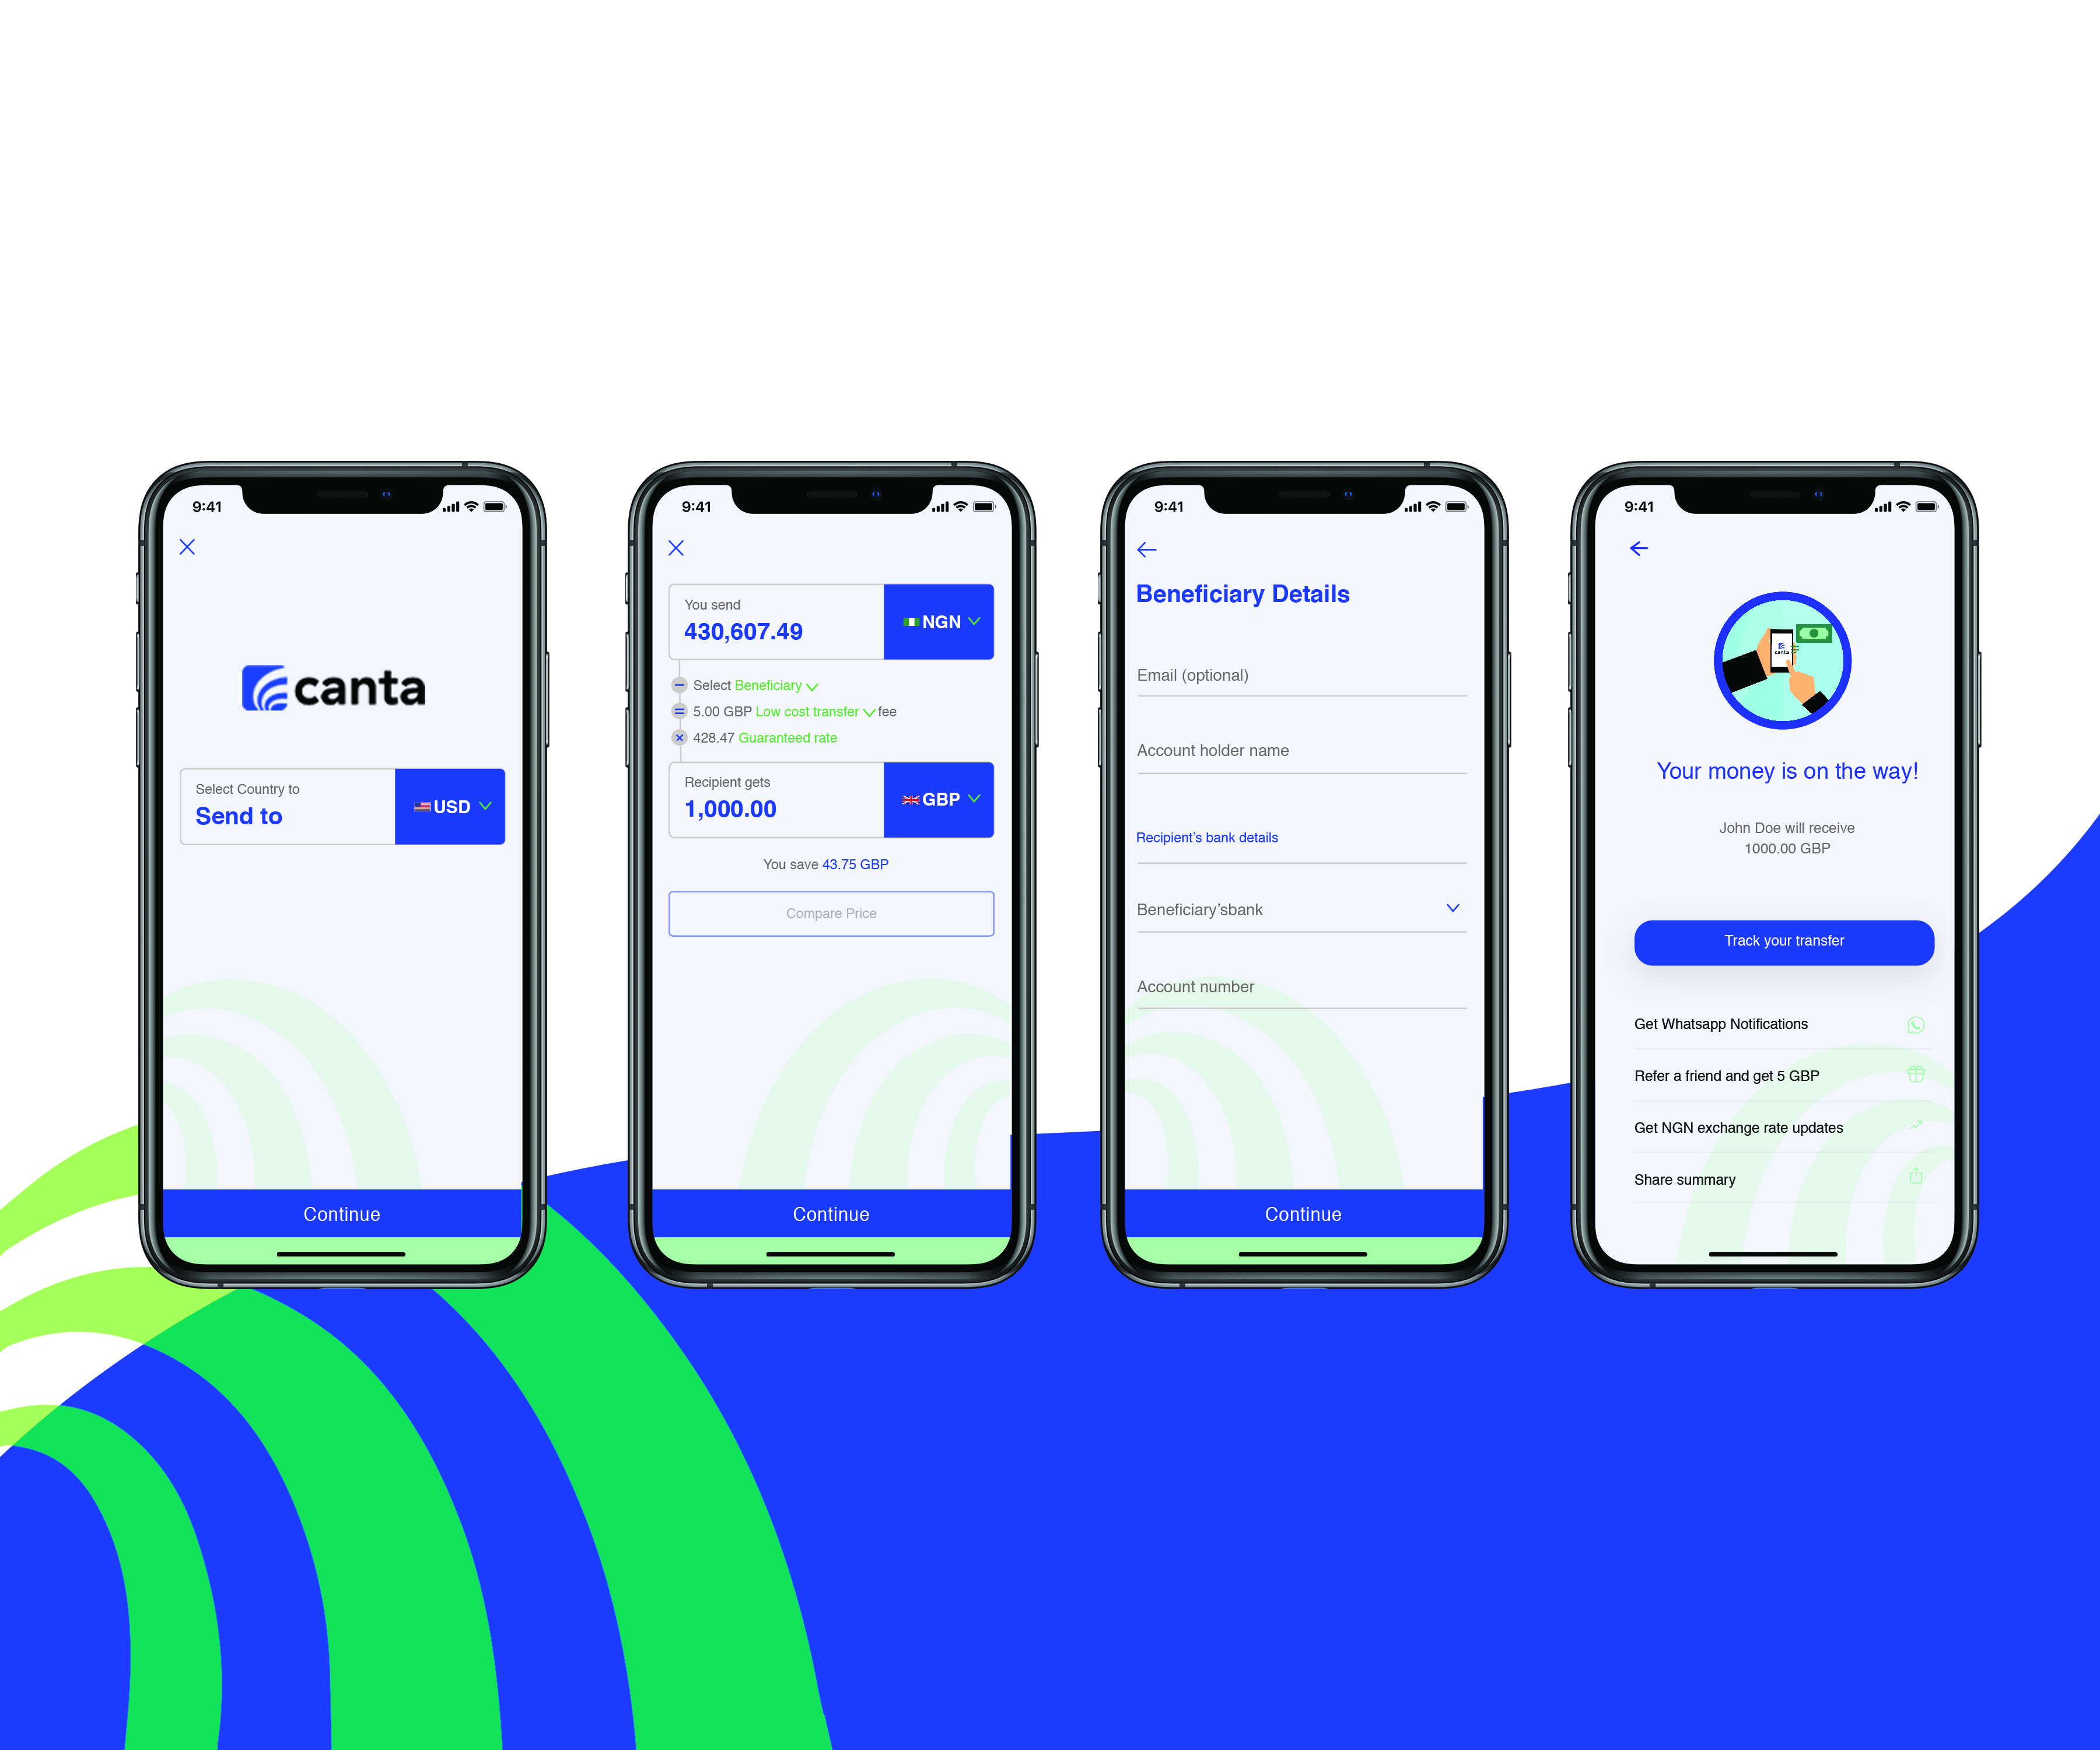 9:41
canta
Select Country to
Send to
USD
Continue
9:41
You send
430,607.49
NGN
Select Beneficiary
5.00 GBP Low cost transfer fee
428.47 Guaranteed rate
Recipient gets
1,000.00
GBP
You save 43.75 GBP
Compare Price
Continue
9:41
Beneficiary Details
Email (optional)
Account holder name
Recipient’s bank details
Beneficiary’sbank
Account number
Continue
9:41
canta
Your money is on the way!
John Doe will receive
1000.00 GBP
Track your transfer
Get Whatsapp Notifications
Refer a friend and get 5 GBP
Get NGN exchange rate updates
Share summary